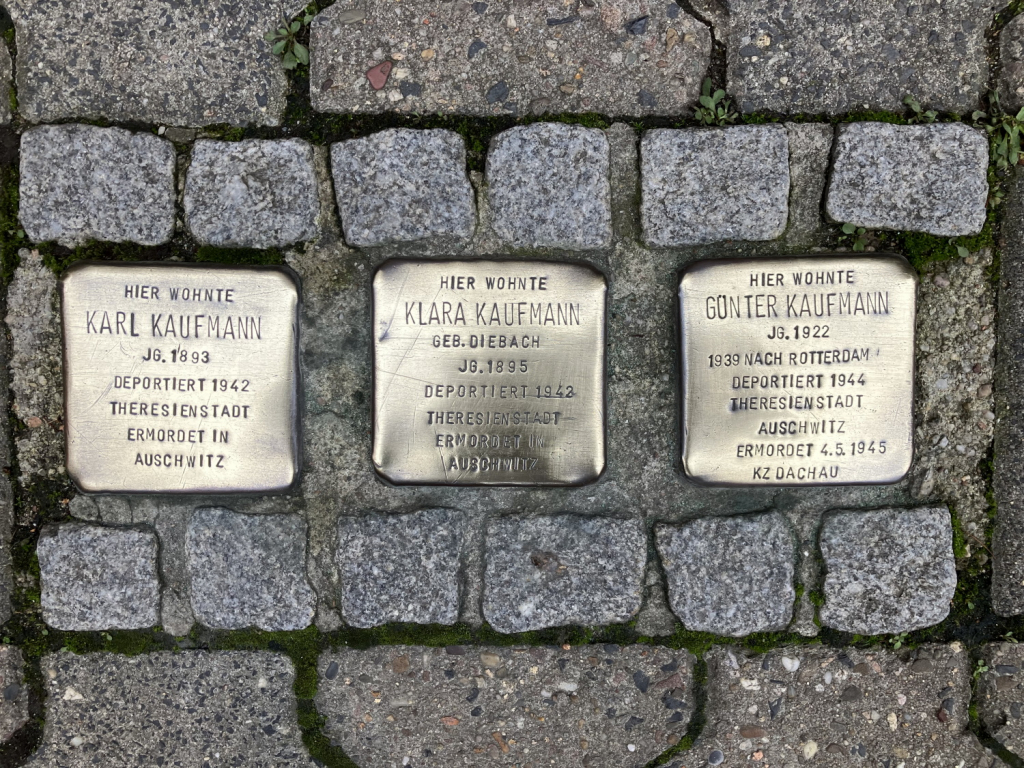 HIER WOHNTE
KARL KAUFMANN
JG. 1893
DEPORTIERT 1942
THERESIENSTADT
ERMORDET IN
AUSCHWITZ
HIER WOHNTE
KLARA KAUFMANN
GEB. DIEBACH
JG. 1895
DEPORTIERT 1942
THERESIENSTADT
ERMORDET IN
AUSCHWITZ
HIER WOHNTE
GÜNTER KAUFMANN
JG. 1922
1939 NACH ROTTERDAM
DEPORTIERT 1944
THERESIENSTADT
AUSCHWITZ
ERMORDET 4.5.1945
KZ DACHAU